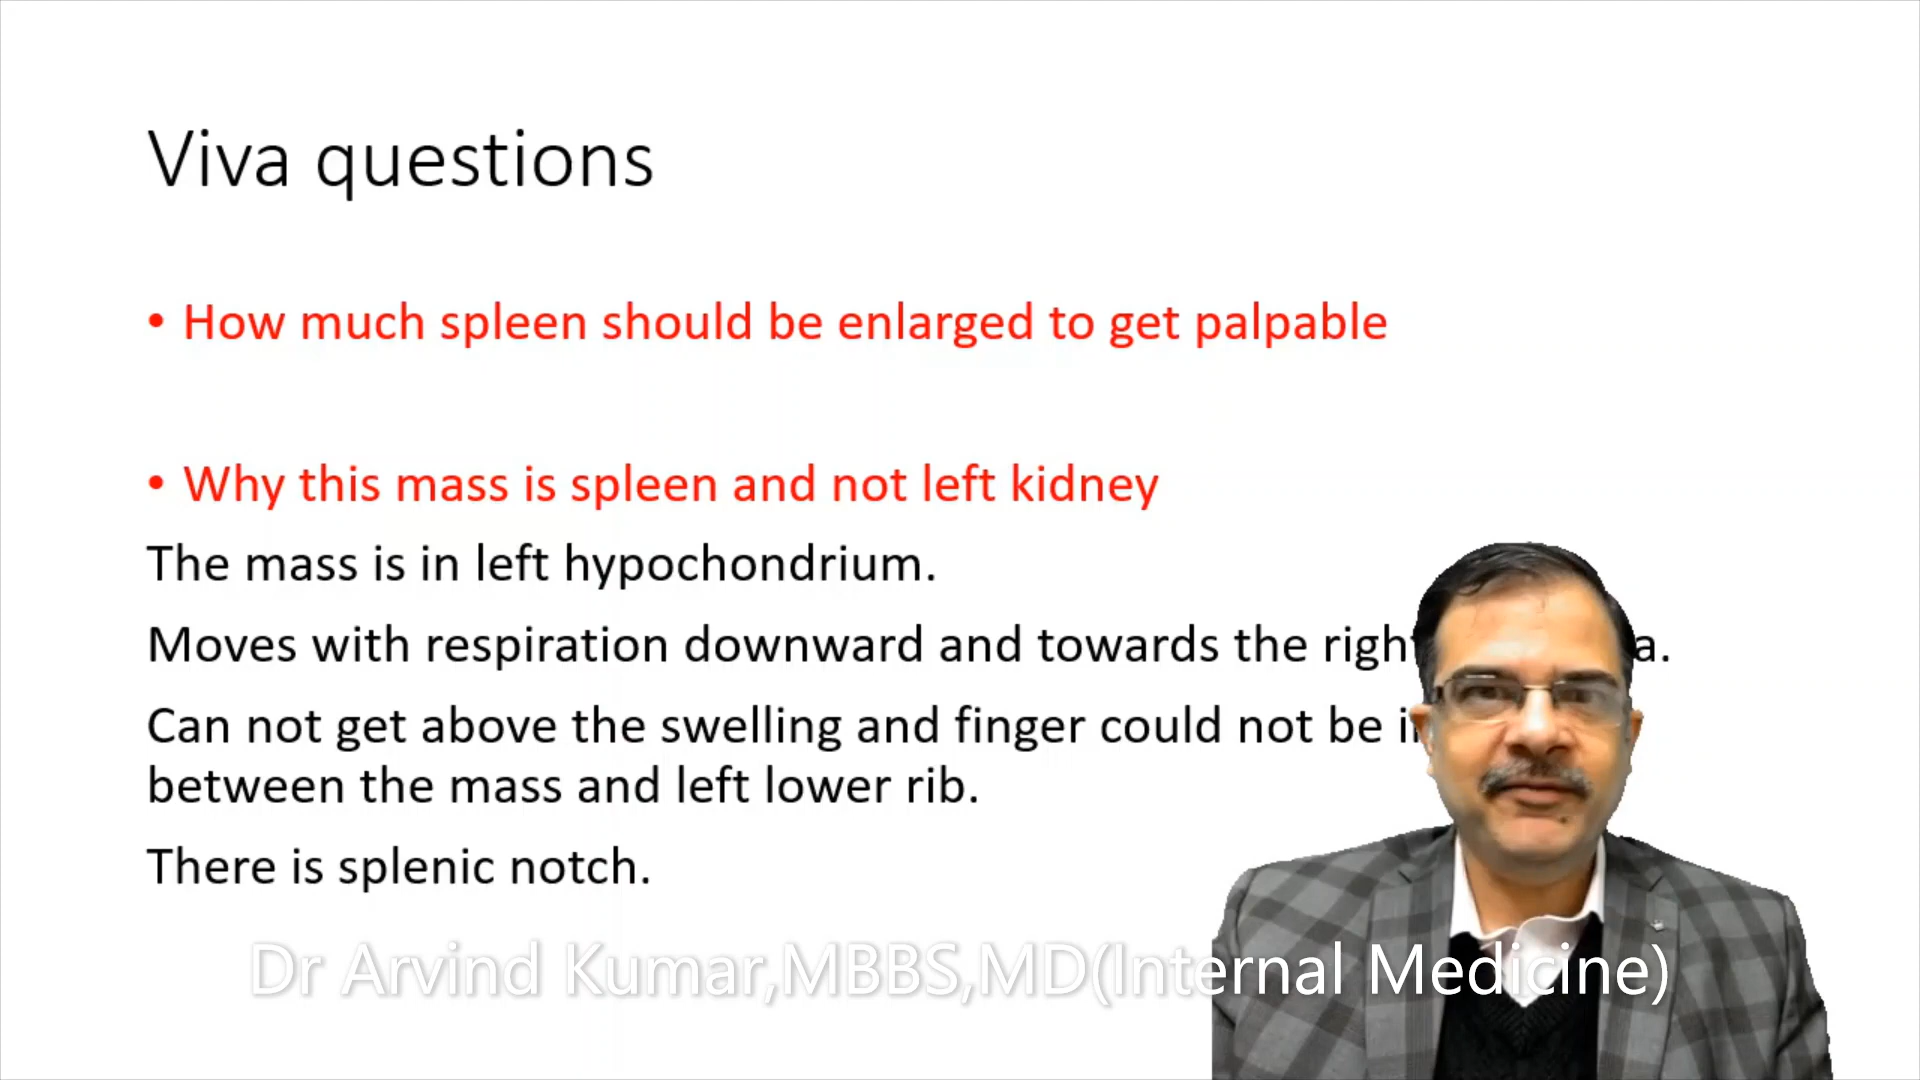 Viva questions
• How much spleen should be enlarged to get palpable
• Why this mass is spleen and not left kidney
The mass is in left hypochondrium.
Moves with respiration downward and towards the right
Can not get above the swelling and finger could not be
between the mass and left lower rib.
There is splenic notch.
Dr Arvind Kumar,MBBS,MD(Internal Medicine)